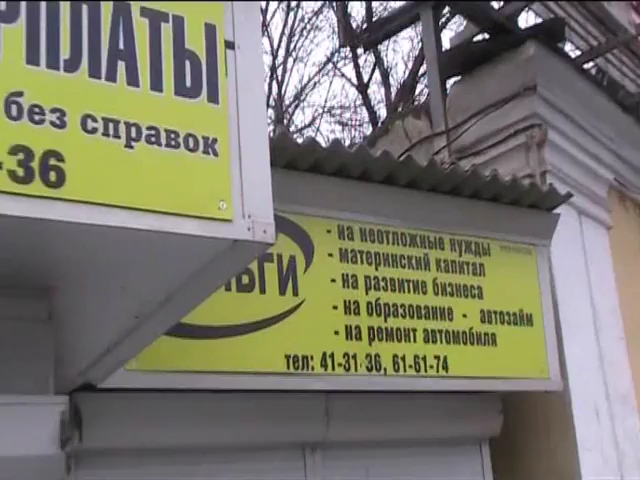 РПЛАТЫ
без справок
-36
ЬГИ
- на неотложные нужды
- материнский капитал
- на развитие бизнеса
- на образование - автозайм
- на ремонт автомобиля
тел: 41-31-36, 61-61-74